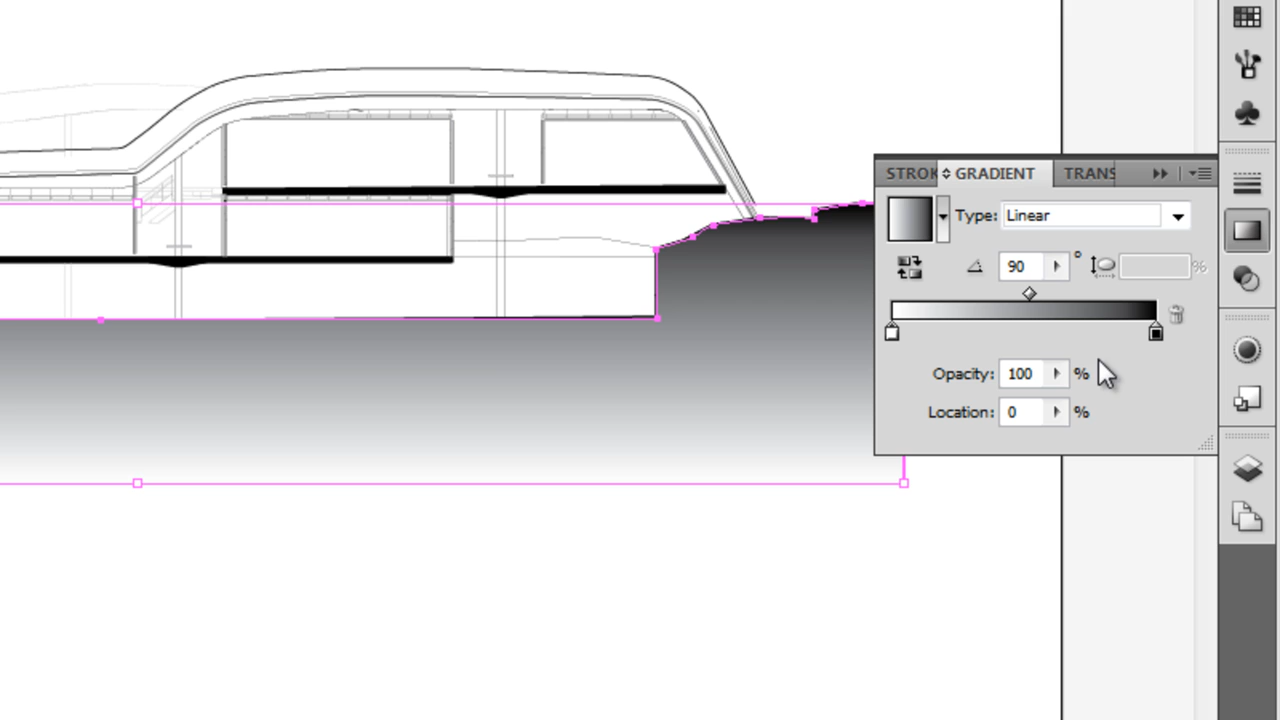 STROK GRADIENT TRANS
Type: Linear
90 ° %
Opacity: 100 %
Location: 0 %